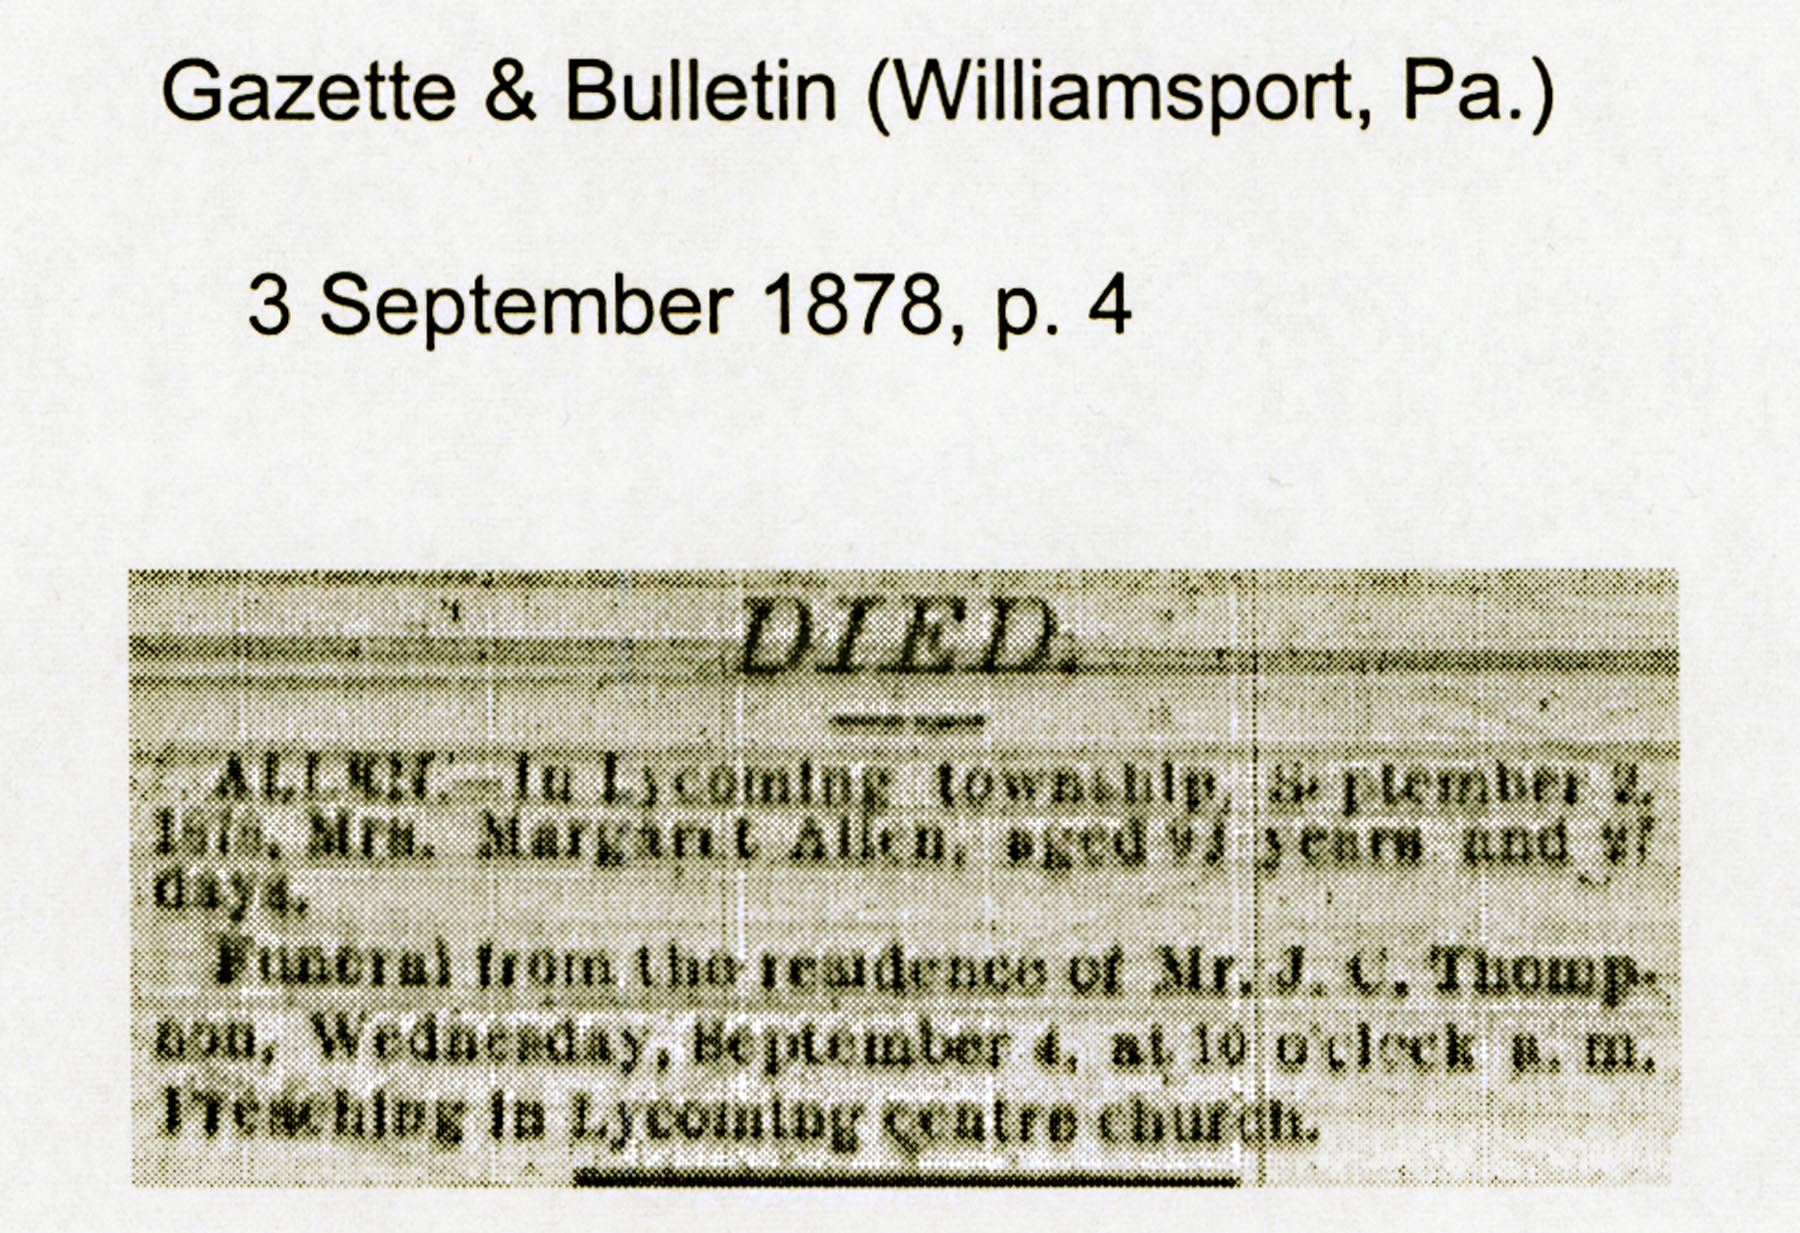 Gazette & Bulletin (Williamsport, Pa.)
3 September 1878, p. 4
DIED.
ALLEN.—In Lycoming township, September 2,
1878, Mrs. Margaret Allen, aged years and
days.
Funeral from the residence of Mr. J. C. Thomp-
son, Wednesday, September 4, at 10 o'clock a. m.
Preaching in Lycoming centre church.